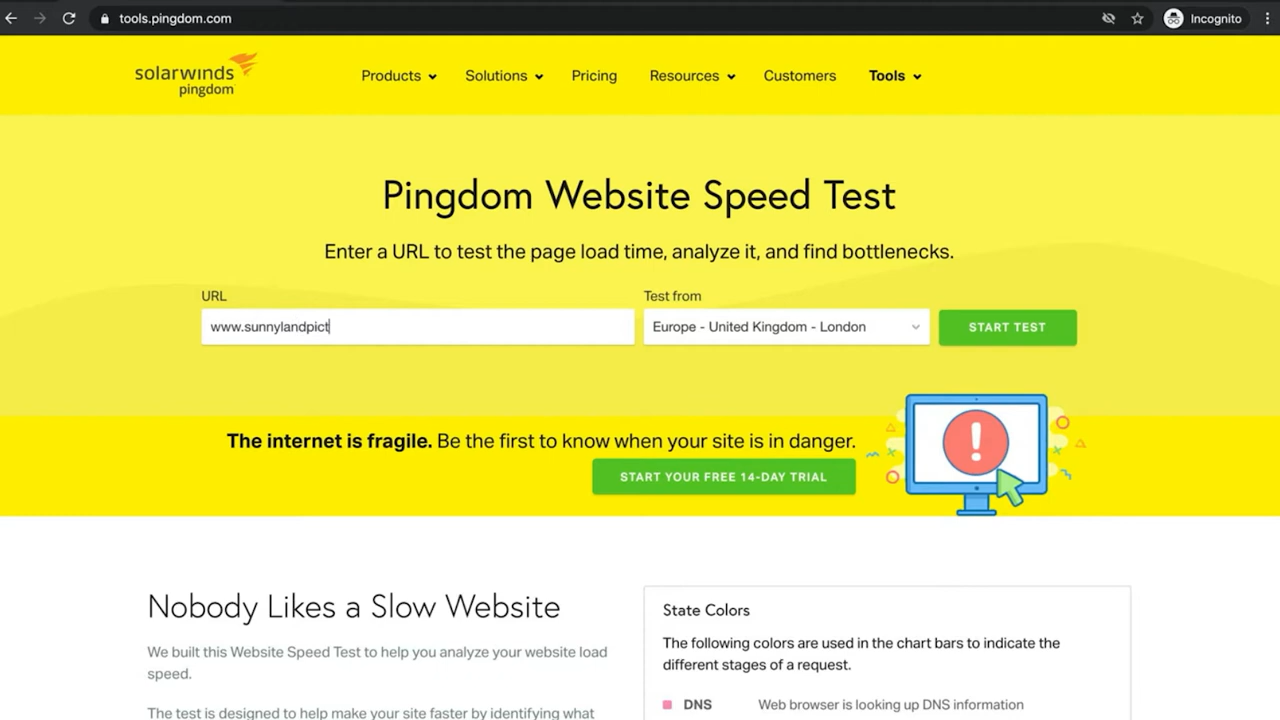 tools.pingdom.com
Incognito
solarwinds
pingdom
Products
Solutions
Pricing
Resources
Customers
Tools
Pingdom Website Speed Test
Enter a URL to test the page load time, analyze it, and find bottlenecks.
URL
Test from
www.sunnylandpict
Europe - United Kingdom - London
START TEST
The internet is fragile. Be the first to know when your site is in danger.
START YOUR FREE 14-DAY TRIAL
Nobody Likes a Slow Website
We built this Website Speed Test to help you analyze your website load
speed.
The test is designed to help make your site faster by identifying what
State Colors
The following colors are used in the chart bars to indicate the
different stages of a request.
DNS Web browser is looking up DNS information